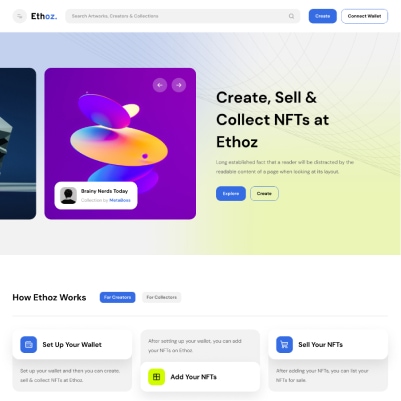 Ethoz.
Search Artworks, Creators & Collections
Create
Connect Wallet
Create, Sell &
Collect NFTs at
Ethoz
Long established fact that a reader will be distracted by the
readable content of a page when looking at its layout.
Explore
Create
Brainy Nerds Today
Collection by MetaBoss
How Ethoz Works
For Creators
For Collectors
Set Up Your Wallet
Set up your wallet and then you can create,
sell & collect NFTs at Ethoz.
After setting up your wallet, you can add
your NFTs on Ethoz.
Add Your NFTs
Sell Your NFTs
After adding your NFTs, you can list your
NFTs for sale.